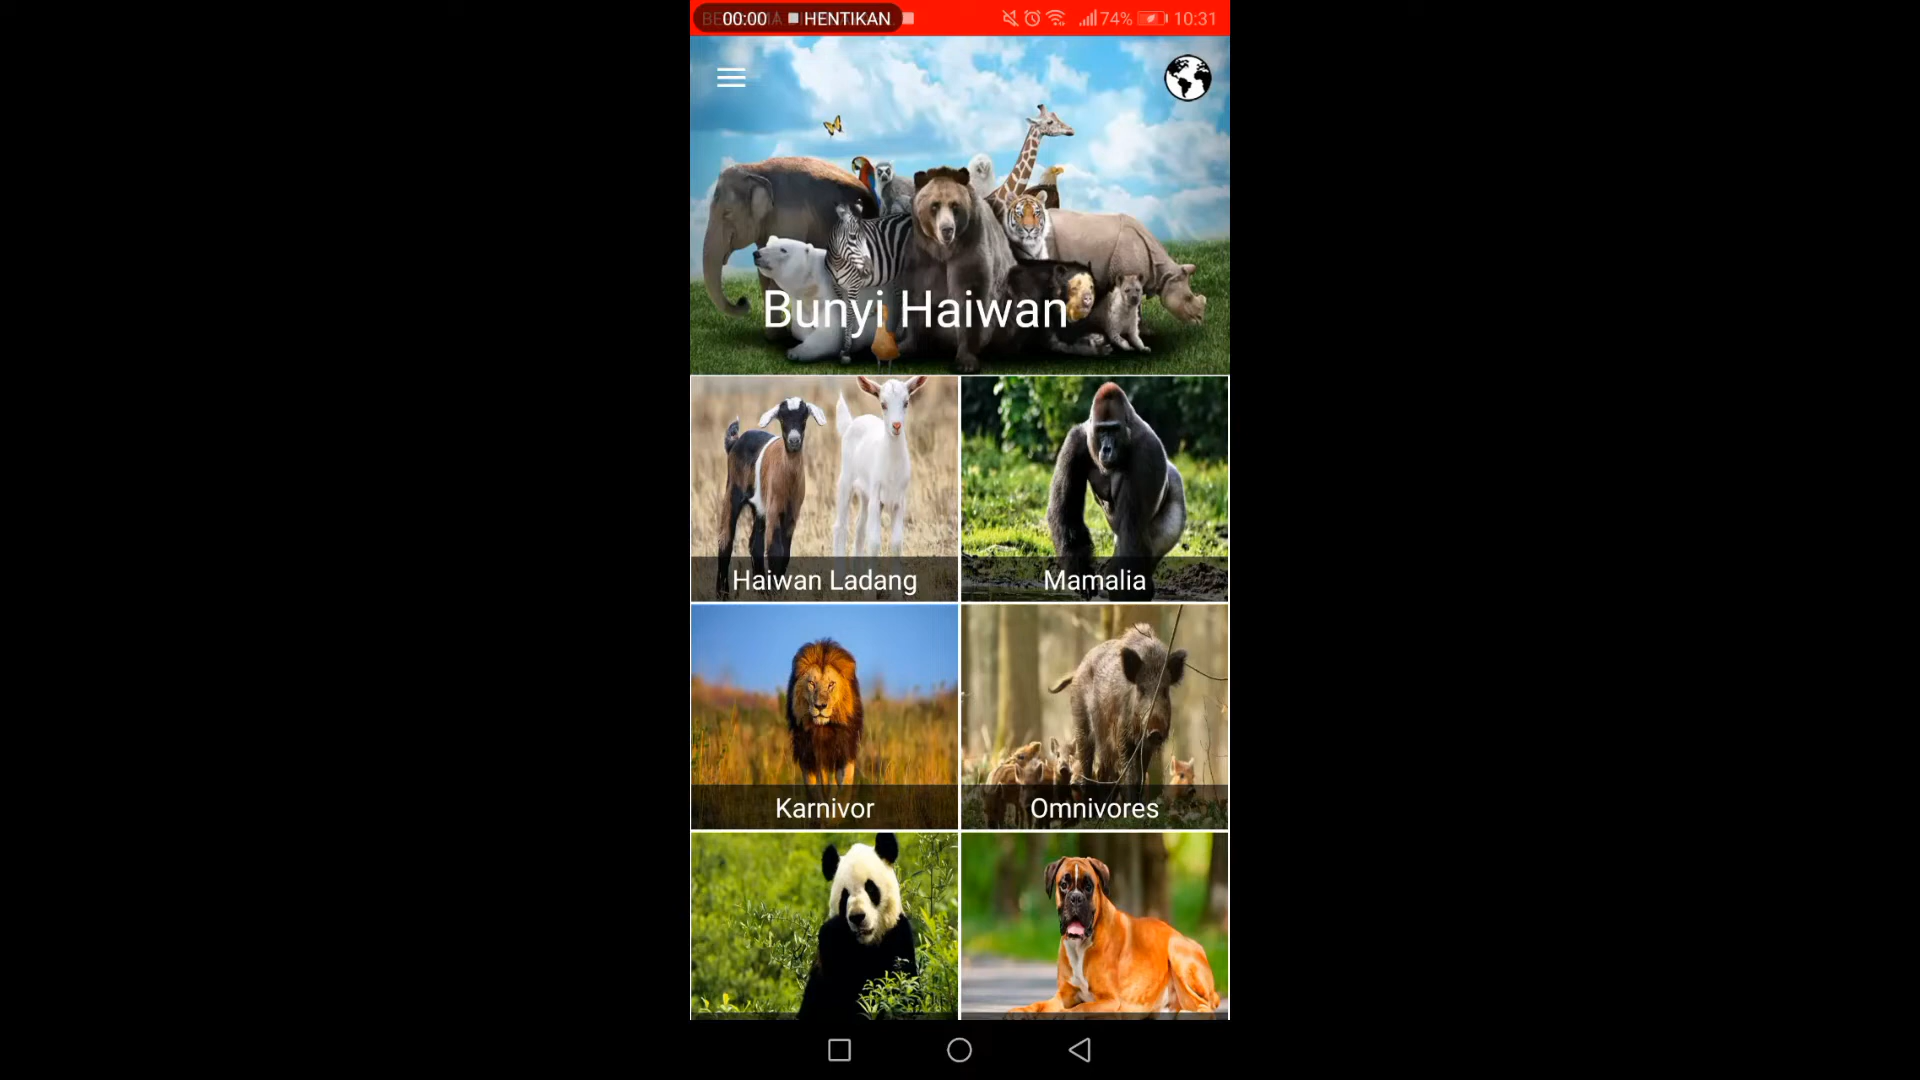 00:00 HENTIKAN 74% 10:31
Bunyi Haiwan
Haiwan Ladang
Mamalia
Karnivor
Omnivores